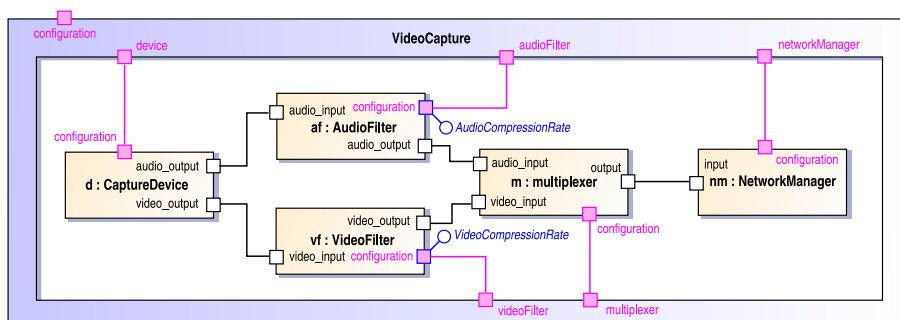 configuration
VideoCapture
device
audioFilter
networkManager
audio_input
configuration
af : AudioFilter
audio_output
AudioCompressionRate
configuration
audio_output
d : CaptureDevice
video_output
audio_input
output
m : multiplexer
video_input
input
configuration
nm : NetworkManager
video_output
vf : VideoFilter
video_input
configuration
VideoCompressionRate
configuration
videoFilter
multiplexer